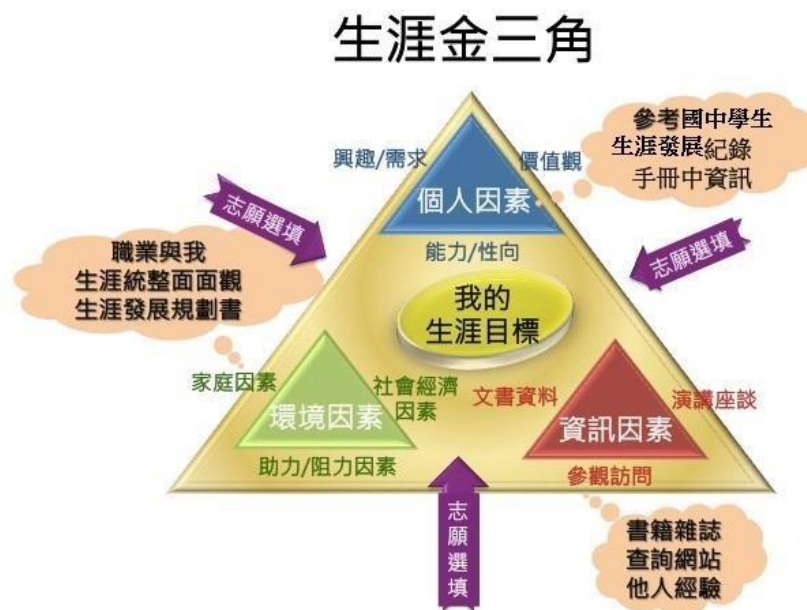 生涯金三角
參考國中學生
生涯發展紀錄
手冊中資訊
興趣/需求
價值觀
個人因素
能力/性向
志願選填
志願選填
職業與我
生涯統整面面觀
生涯發展規劃書
我的
生涯目標
家庭因素
社會經濟
因素
環境因素
助力/阻力因素
文書資料
演講座談
資訊因素
參觀訪問
志願選填
書籍雜誌
查詢網站
他人經驗